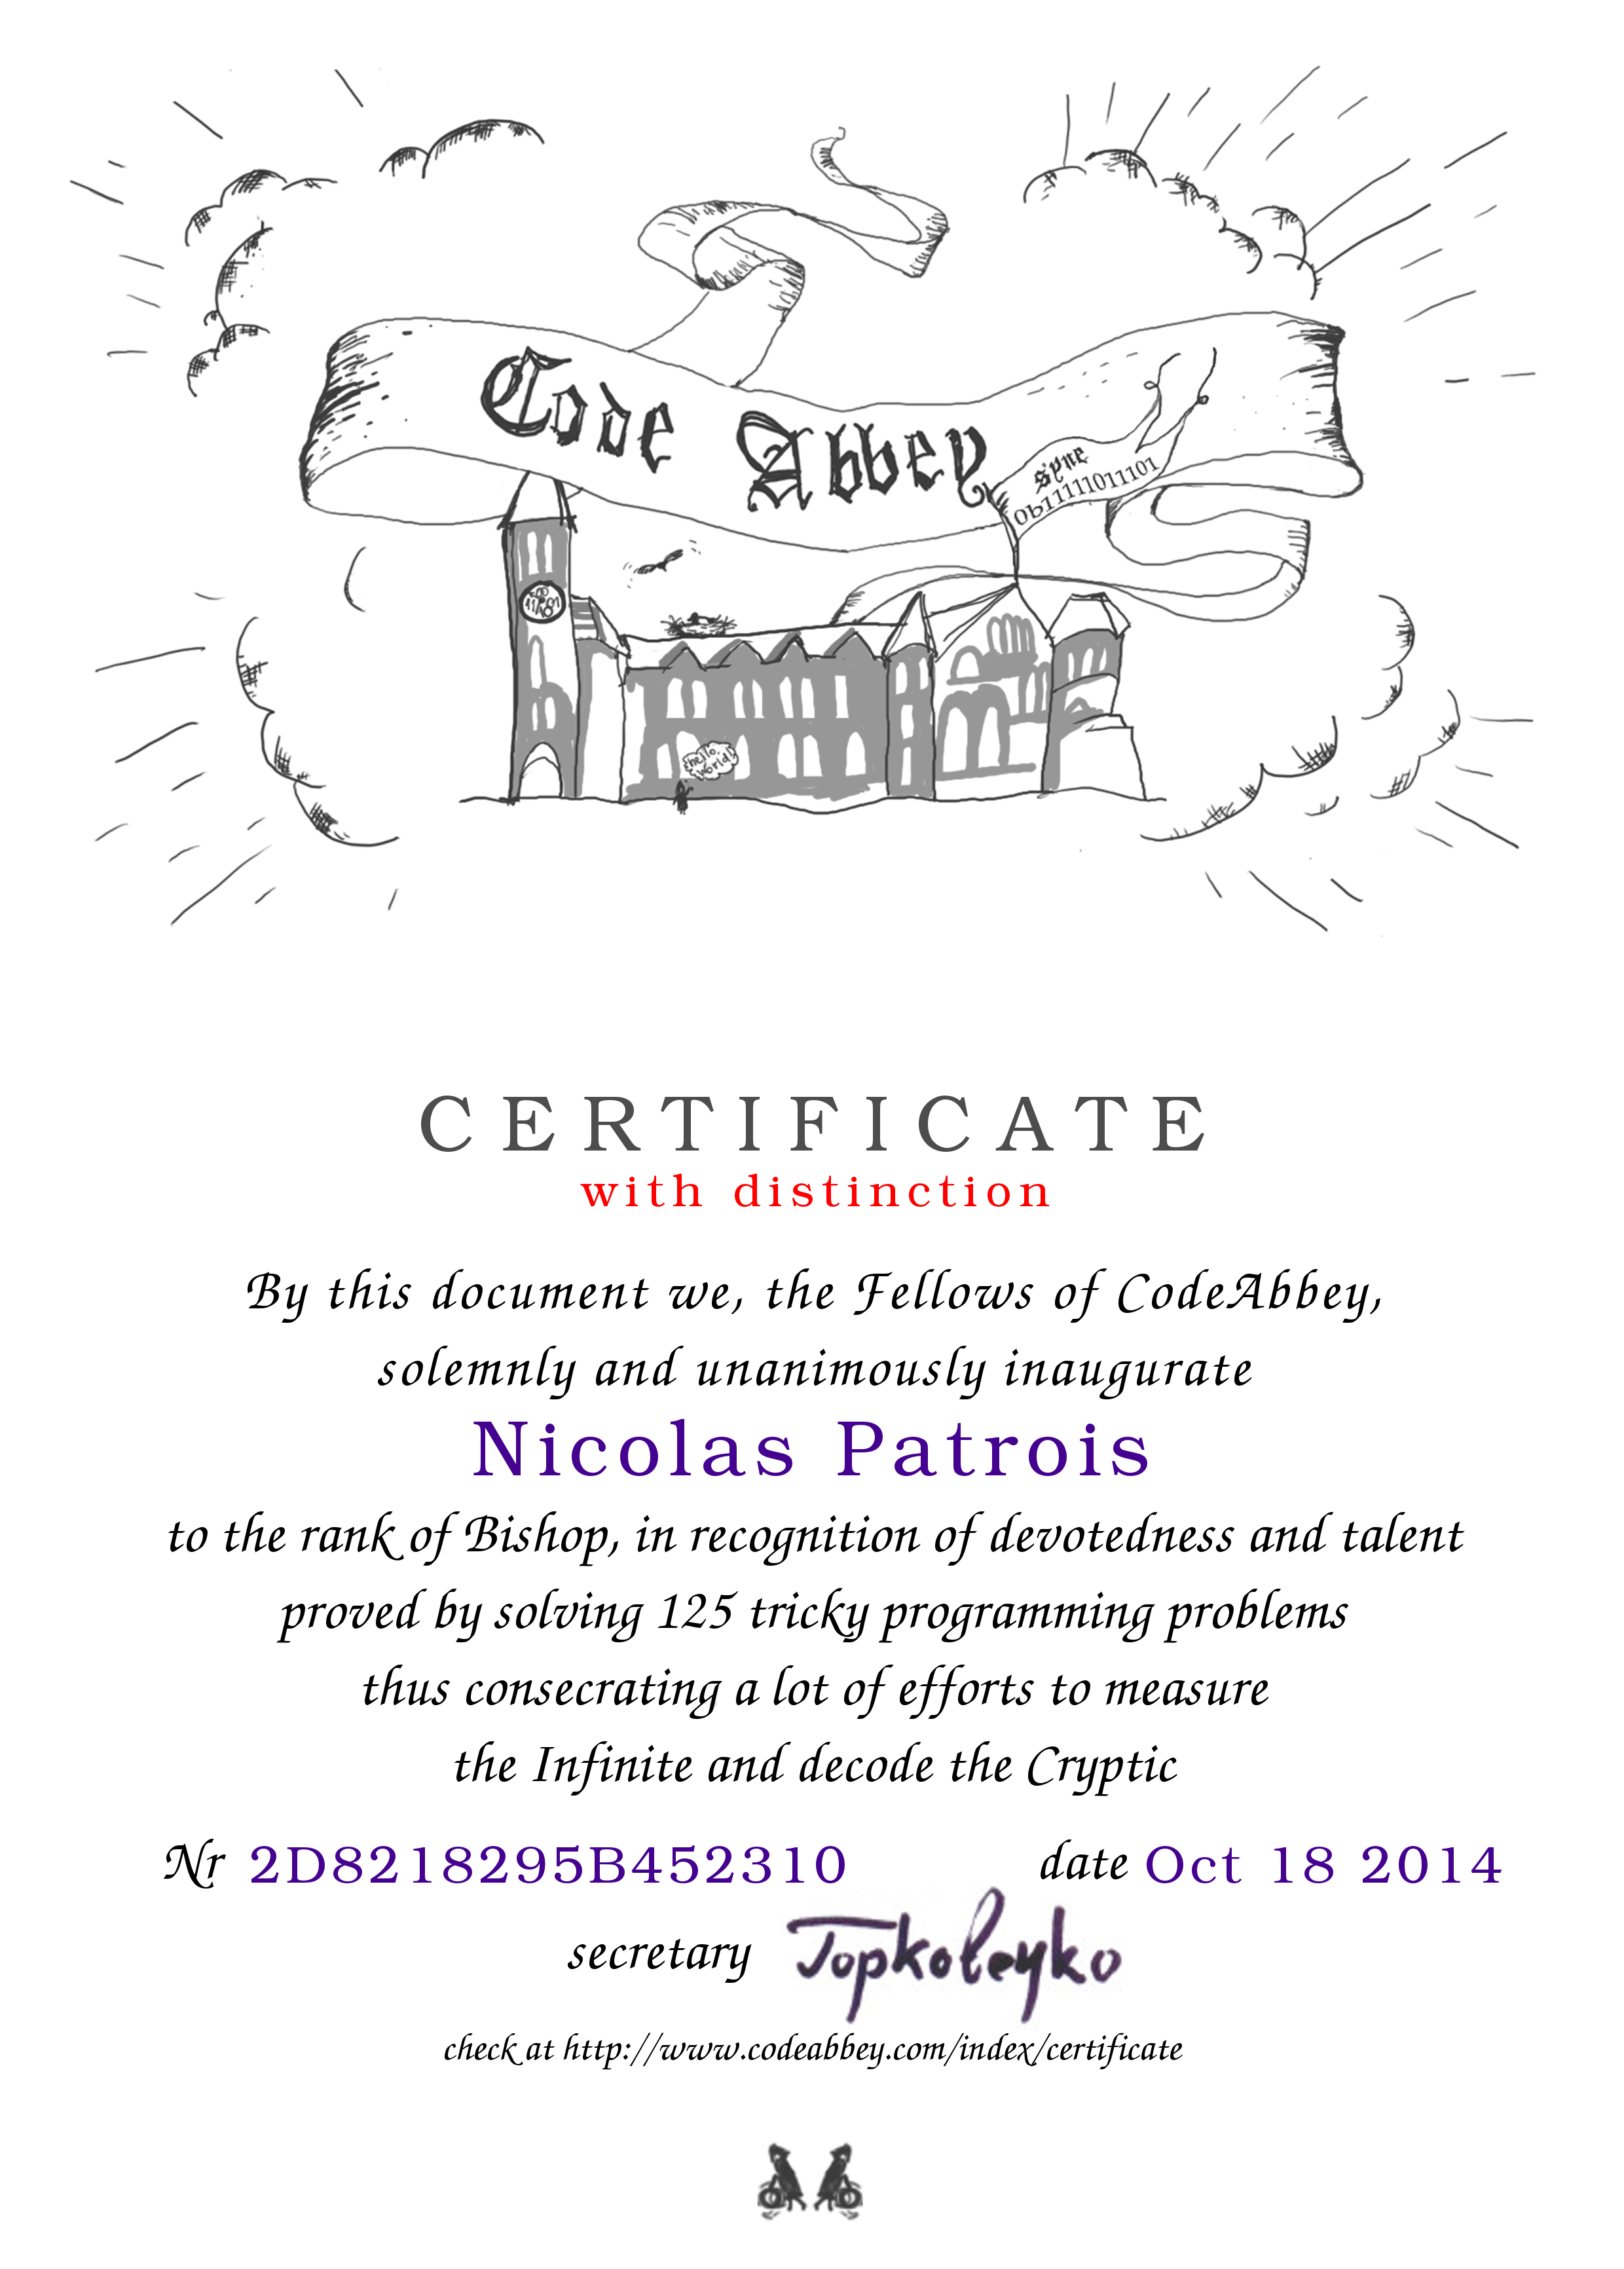 Code Abbey
syne
0b11111011101
hello,
world!
CERTIFICATE
with distinction
By this document we, the Fellows of CodeAbbey,
solemnly and unanimously inaugurate
Nicolas Patrois
to the rank of Bishop, in recognition of devotedness and talent
proved by solving 125 tricky programming problems
thus consecrating a lot of efforts to measure
the Infinite and decode the Cryptic
Nr 2D8218295B452310 date Oct 18 2014
secretary
check at http://www.codeabbey.com/index/certificate